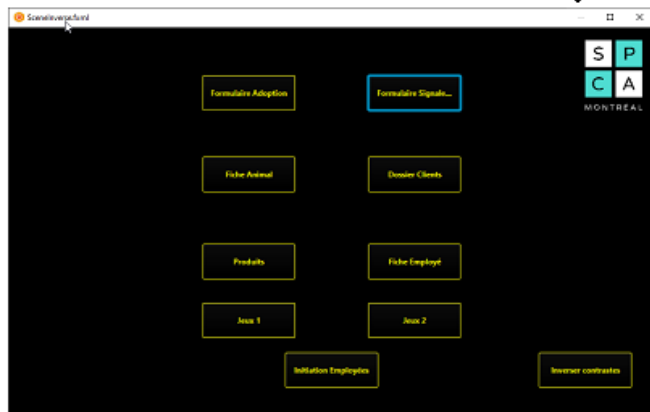 Sceneinverse.fxml
S P
C A
MONTREAL
Formulaire Adoption
Formulaire Signale...
Fiche Animal
Dossier Clients
Produits
Fiche Employé
Jeux 1
Jeux 2
Initiation Employées
Inverser contrastes